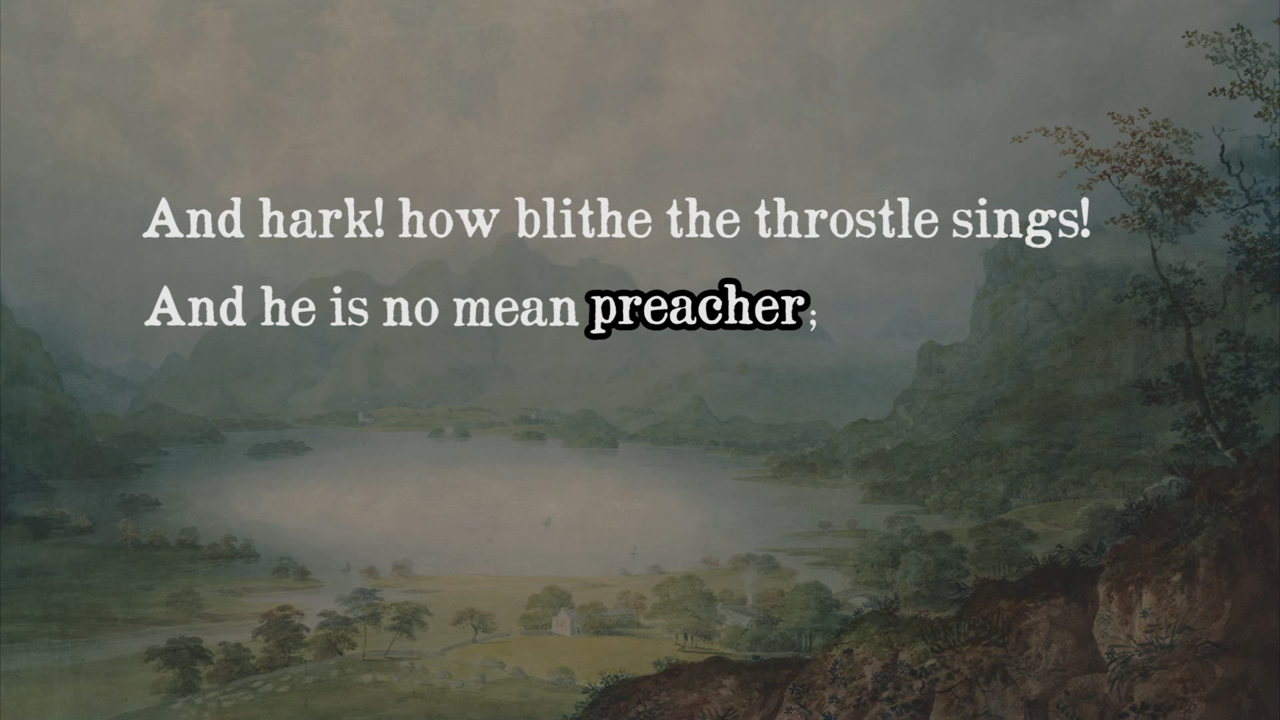 And hark! how blithe the throstle sings!
And he is no mean preacher;